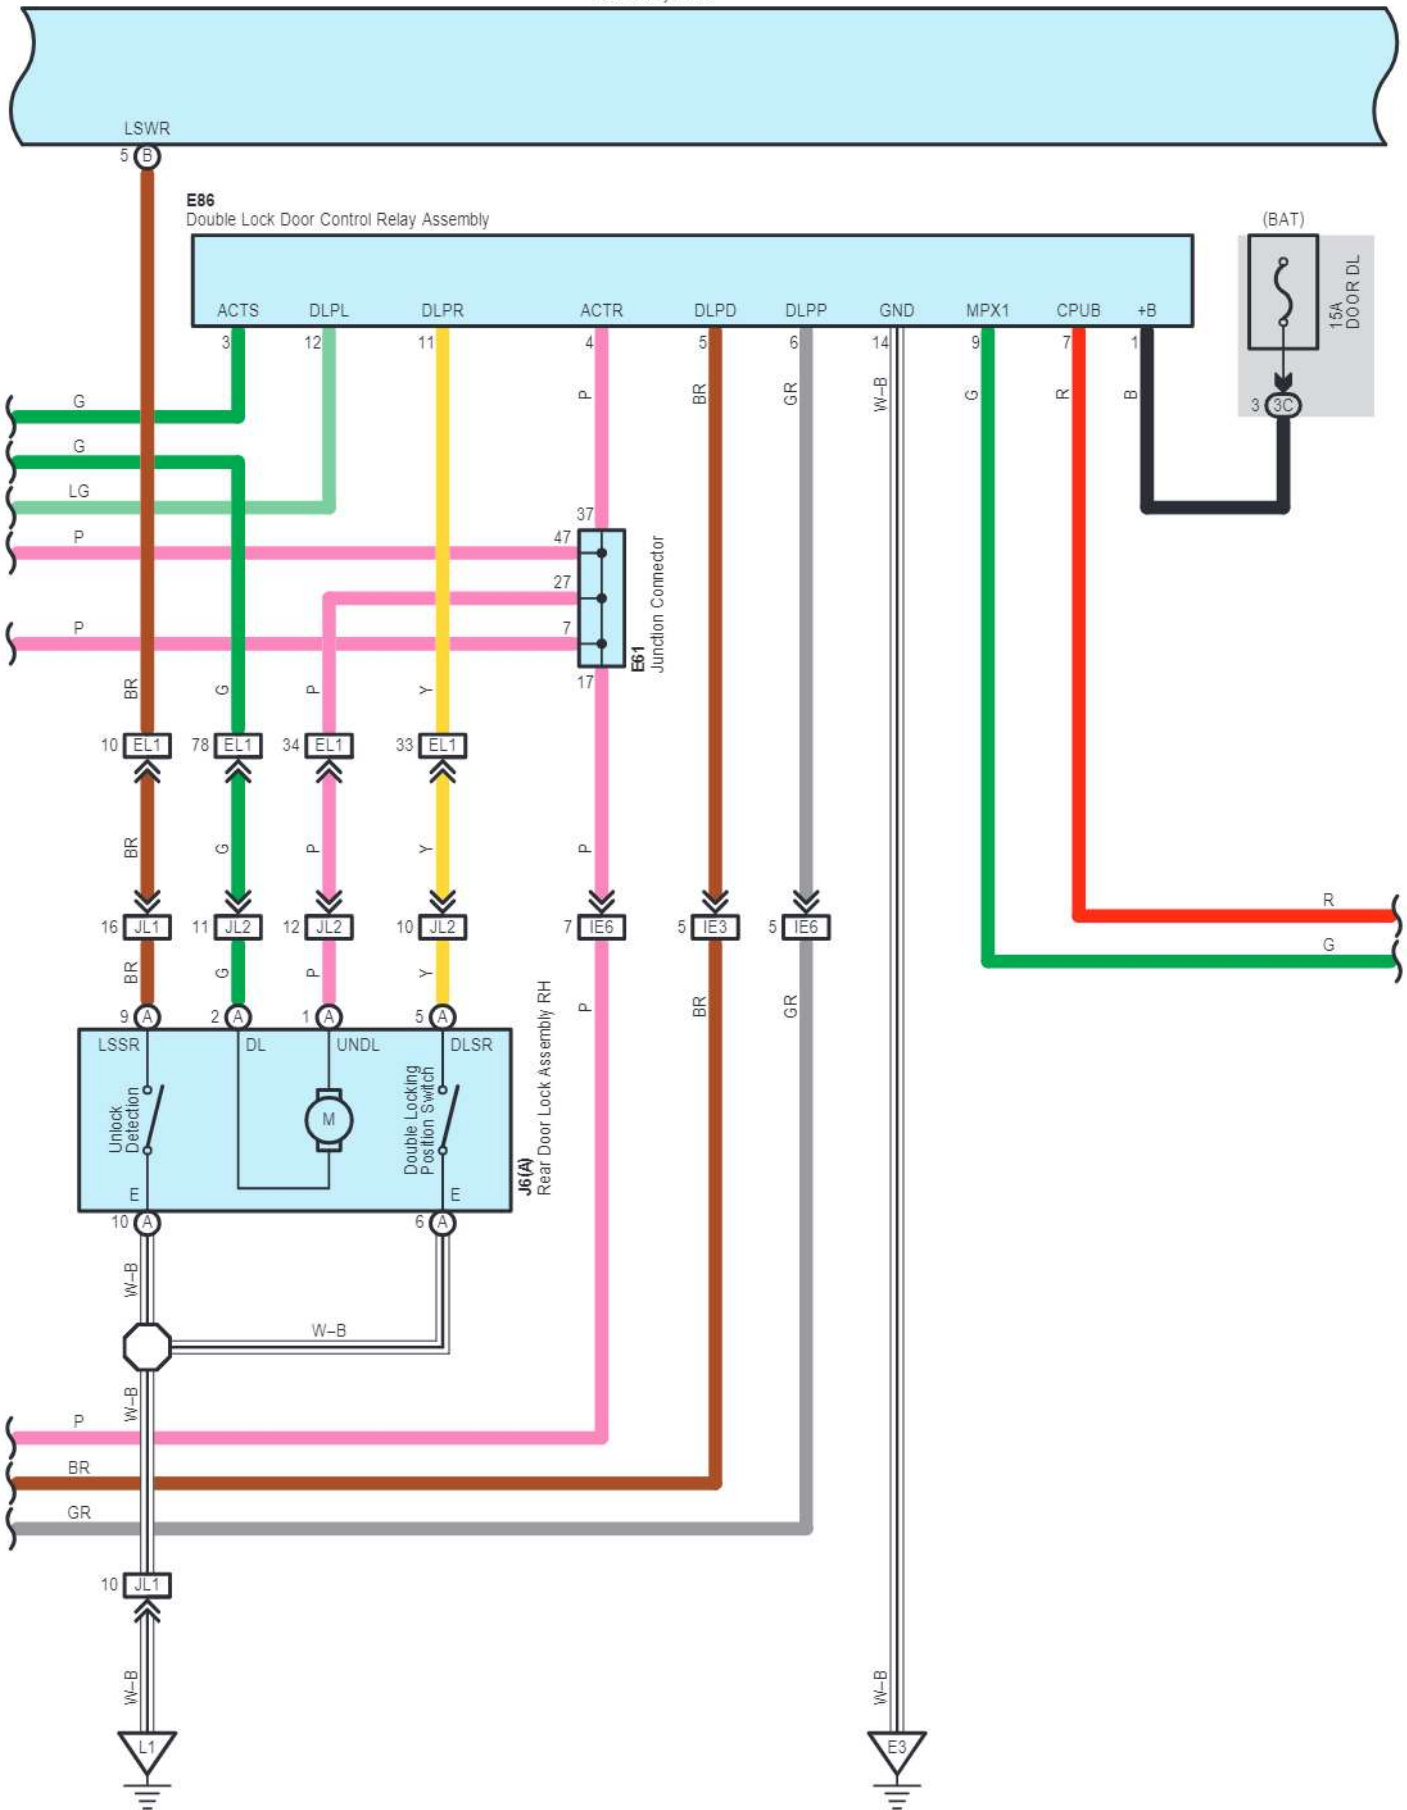 LSWR
5 B
E86
Double Lock Door Control Relay Assembly
(BAT)
15A
DOOR DL
ACTS DLPL DLPR ACTR DLPD DLPP GND MPX1 CPUB +B
3 12 11 4 5 6 14 9 7 1
P BR GR W–B G R B
3 3C
G
G
LG
P
P
37
47
27
7
17
E61
Junction Connector
BR G P Y
10 EL1 78 EL1 34 EL1 33 EL1
BR G P Y P
R
G
16 JL1 11 JL2 12 JL2 10 JL2 7 IE6 5 IE3 5 IE6
BR G P Y P BR GR
9 A 2 A 1 A 5 A
LSSR DL UNDL DLSR
Unlock
Detection
M
Double Locking
Position Switch
E E
J6(A)
Rear Door Lock Assembly RH
10 A 6 A
W–B
W–B
W–B
P
BR
GR
10 JL1
W–B W–B
L1 E3